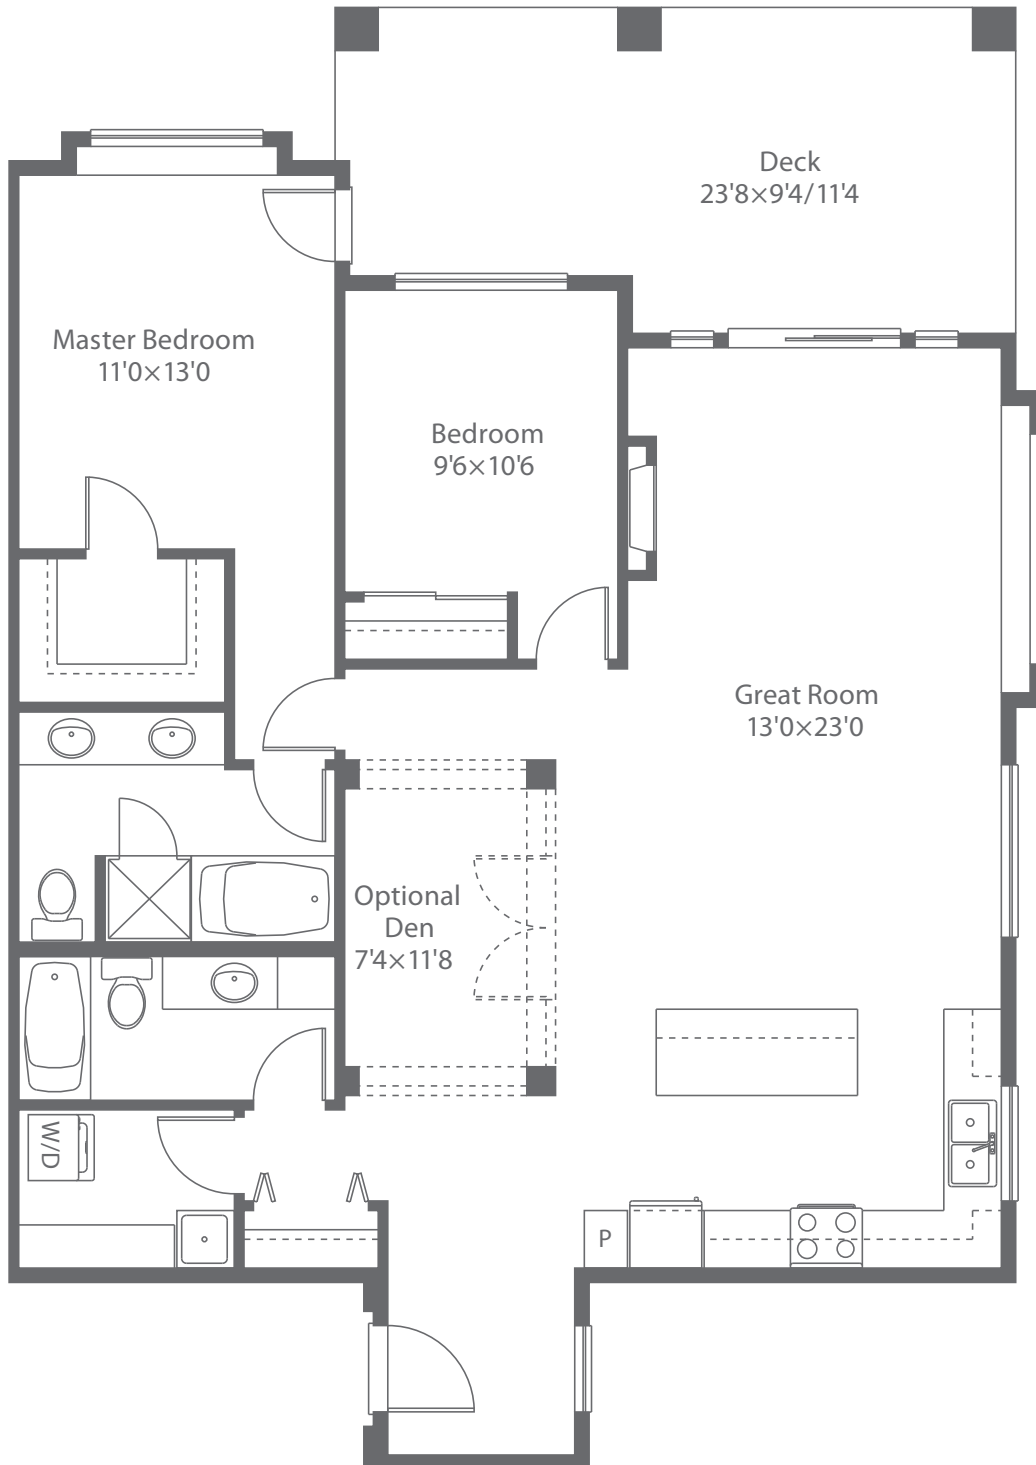 Deck
23'8×9'4/11'4
Master Bedroom
11'0×13'0
Bedroom
9'6×10'6
Great Room
13'0×23'0
Optional
Den
7'4×11'8
W/D
P